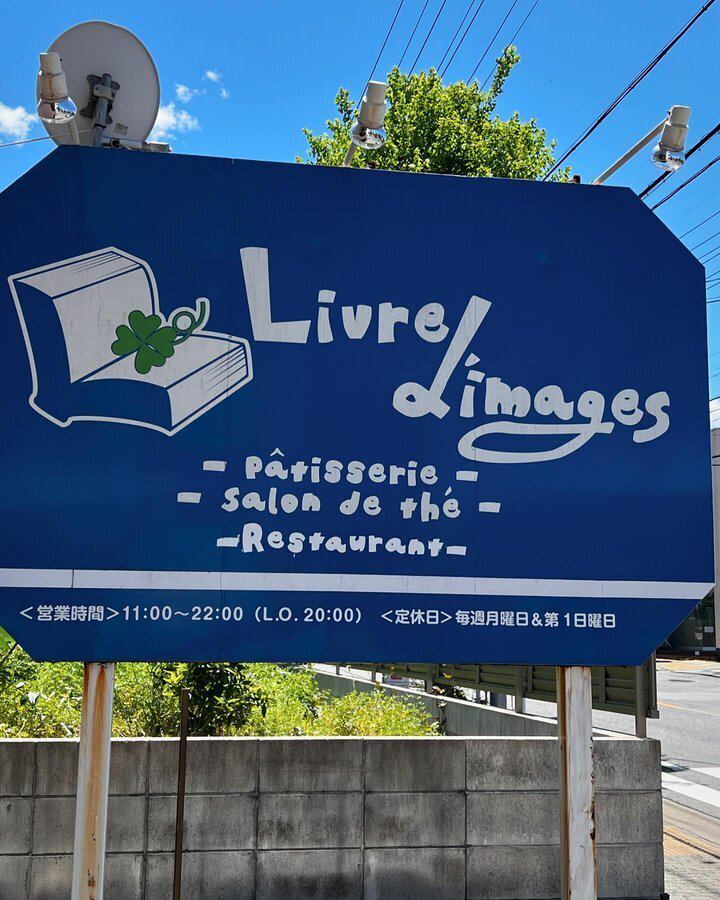 Livre
d'images
- Pâtisserie -
- Salon de thé -
-Restaurant-
<営業時間>11:00～22:00（L.O. 20:00） <定休日>毎週月曜日&第1日曜日